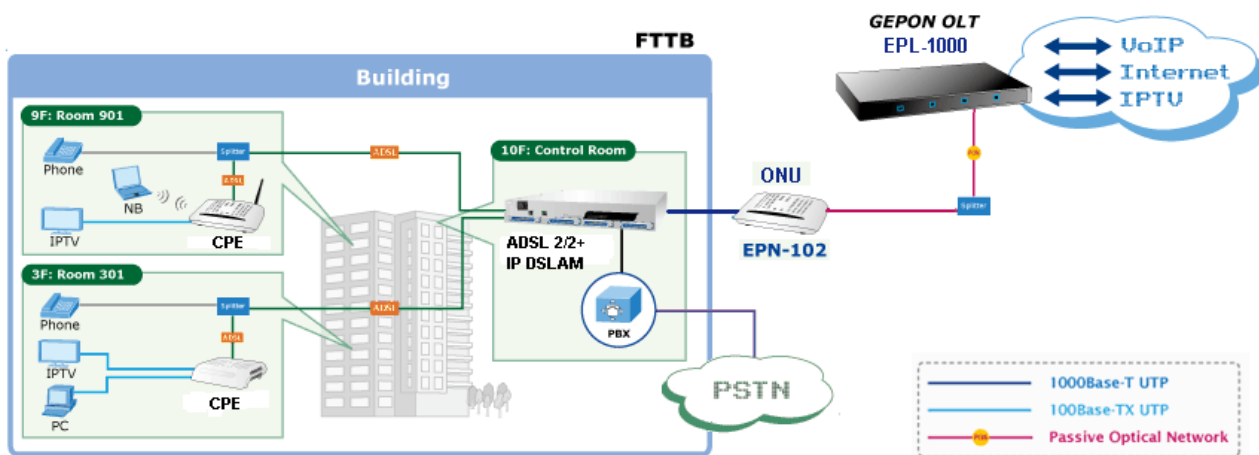 FTTB
GEPON OLT
EPL-1000
VoIP
Internet
IPTV
Building
9F: Room 901
Phone
Splitter
ADSL
ADSL
NB
IPTV
CPE
10F: Control Room
ADSL 2/2+
IP DSLAM
PBX
ONU
EPN-102
PON
Splitter
3F: Room 301
Phone
Splitter
ADSL
ADSL
IPTV
PC
CPE
PSTN
1000Base-T UTP
100Base-TX UTP
PON
Passive Optical Network